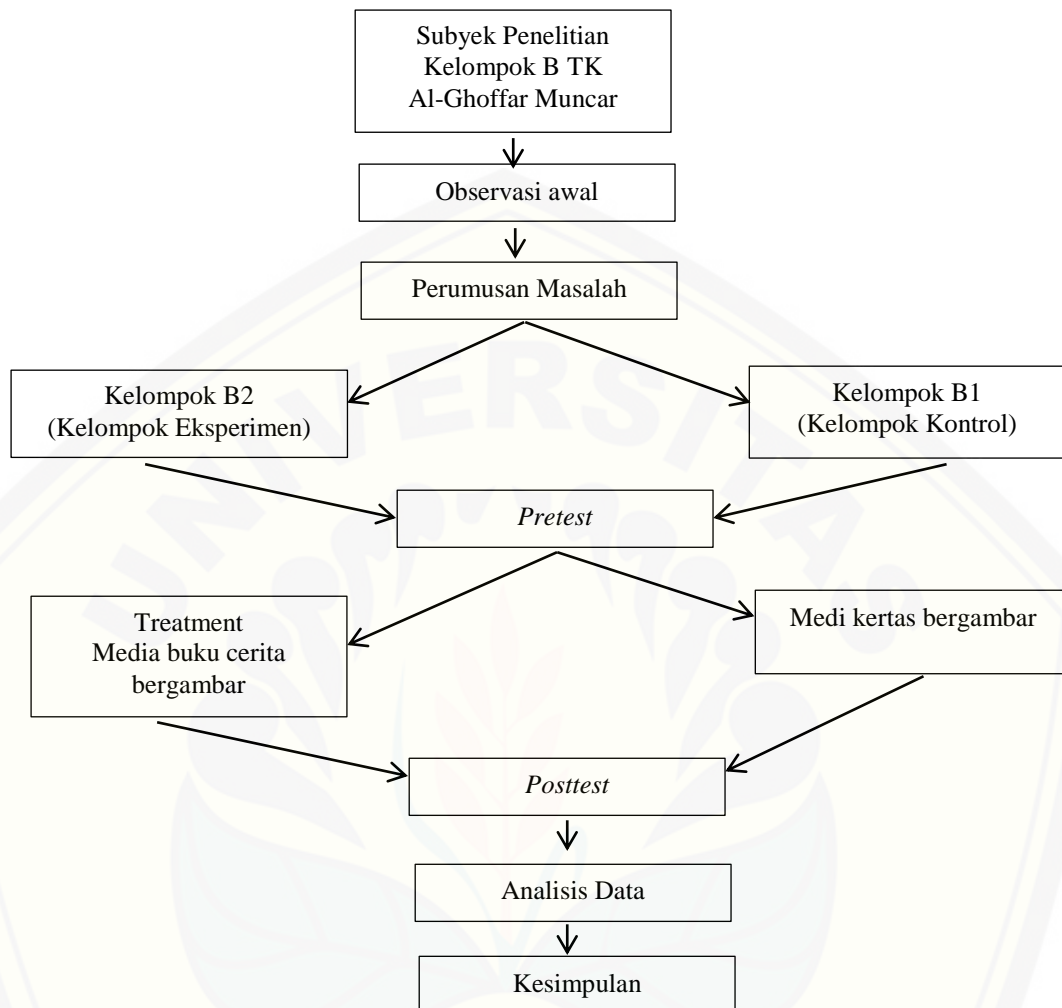 Subyek Penelitian
Kelompok B TK
Al-Ghoffar Muncar
Observasi awal
Perumusan Masalah
UNIVERSITAS
Kelompok B2
(Kelompok Eksperimen)
Kelompok B1
(Kelompok Kontrol)
Pretest
Treatment
Media buku cerita
bergambar
Medi kertas bergambar
Posttest
Analisis Data
Kesimpulan